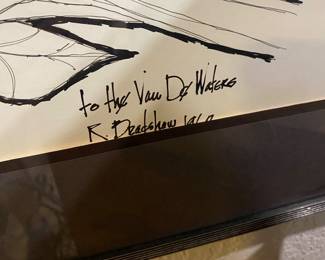 to the Van De Waters
R. Bradshaw